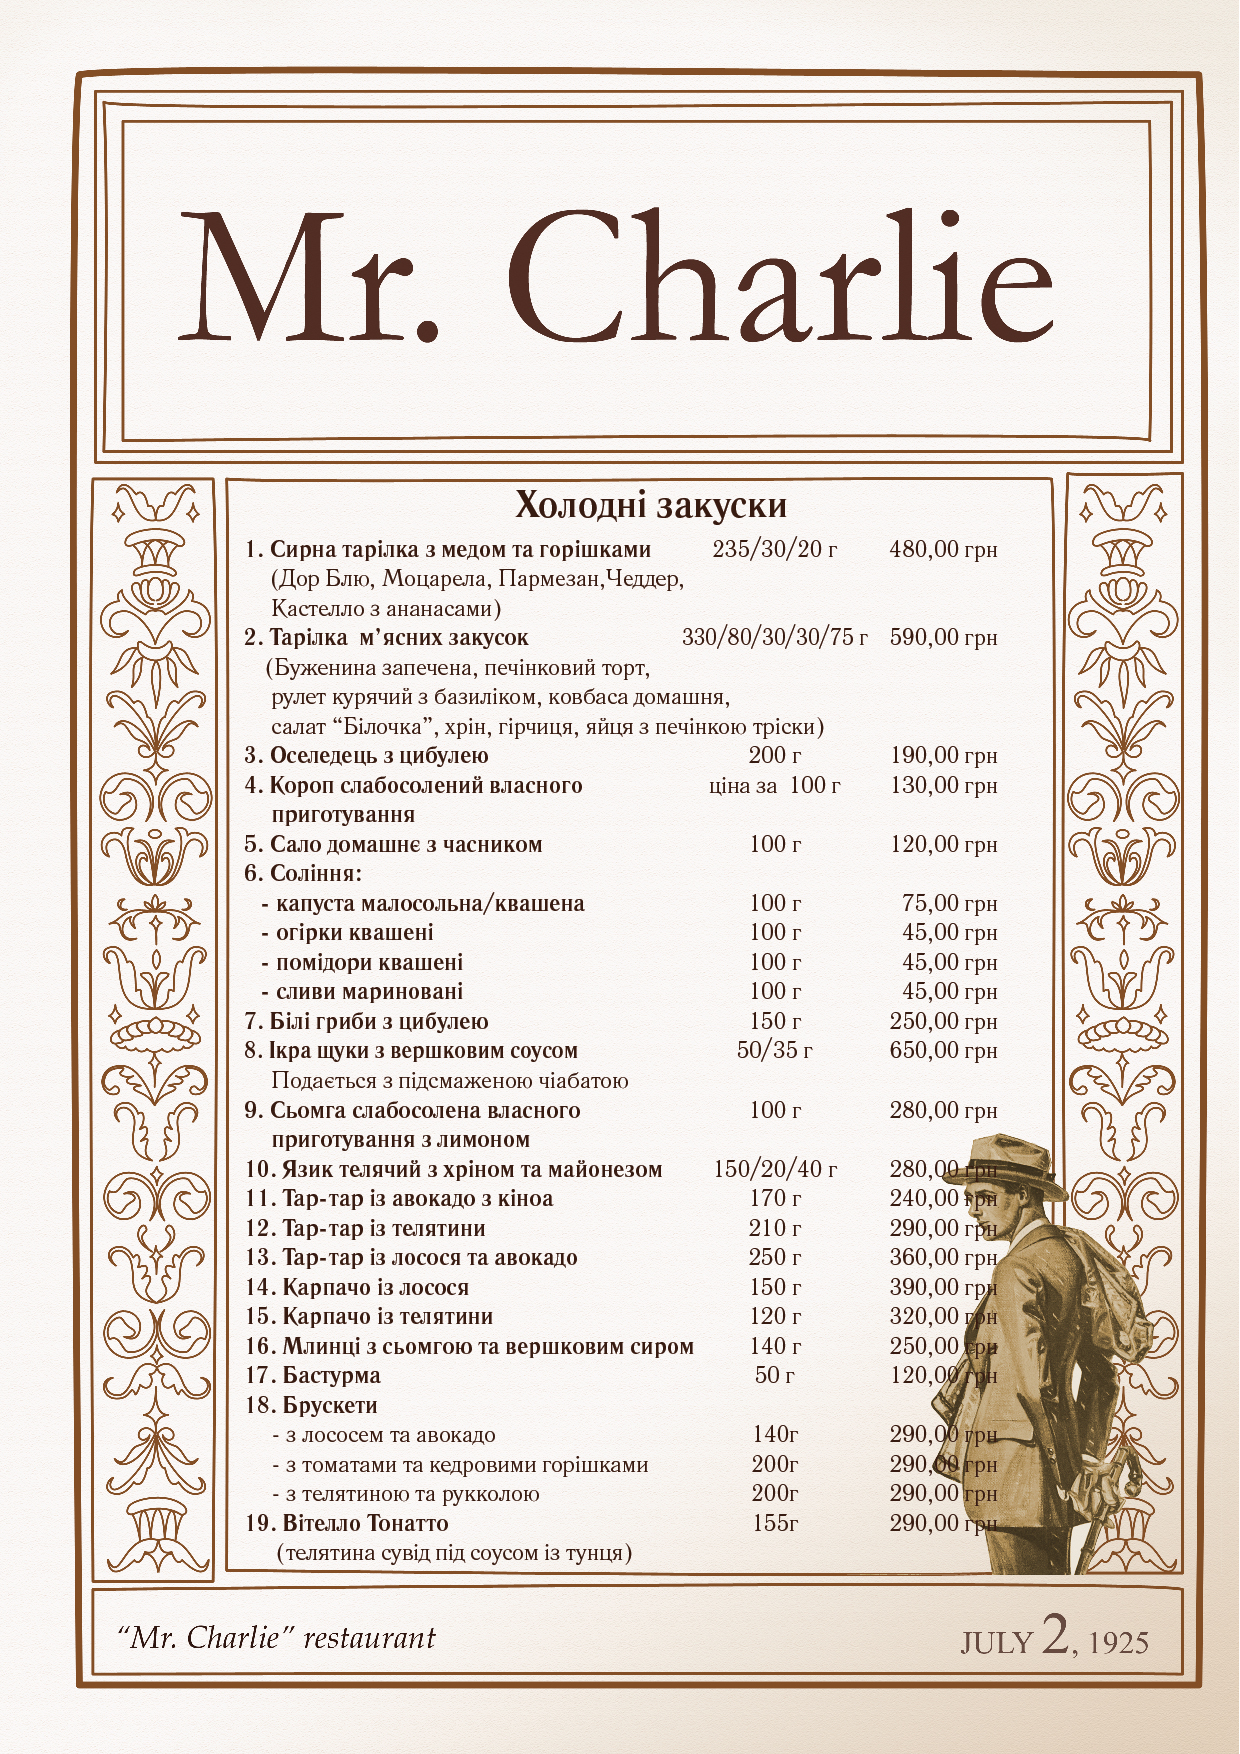 Mr. Charlie
Холодні закуски
1. Сирна тарілка з медом та горішками 235/30/20 г 480,00 грн
(Дор Блю, Моцарела, Пармезан,Чеддер,
Кастелло з ананасами)
2. Тарілка м’ясних закусок 330/80/30/30/75 г 590,00 грн
(Буженина запечена, печінковий торт,
рулет курячий з базиліком, ковбаса домашня,
салат “Білочка”, хрін, гірчиця, яйця з печінкою тріски)
3. Оселедець з цибулею 200 г 190,00 грн
4. Короп слабосолений власного ціна за 100 г 130,00 грн
приготування
5. Сало домашнє з часником 100 г 120,00 грн
6. Соління:
- капуста малосольна/квашена 100 г 75,00 грн
- огірки квашені 100 г 45,00 грн
- помідори квашені 100 г 45,00 грн
- сливи мариновані 100 г 45,00 грн
7. Білі гриби з цибулею 150 г 250,00 грн
8. Ікра щуки з вершковим соусом 50/35 г 650,00 грн
Подається з підсмаженою чіабатою
9. Сьомга слабосолена власного 100 г 280,00 грн
приготування з лимоном
10. Язик телячий з хріном та майонезом 150/20/40 г 280,00 грн
11. Тар-тар із авокадо з кіноа 170 г 240,00 грн
12. Тар-тар із телятини 210 г 290,00 грн
13. Тар-тар із лосося та авокадо 250 г 360,00 грн
14. Карпачо із лосося 150 г 390,00 грн
15. Карпачо із телятини 120 г 320,00 грн
16. Млинці з сьомгою та вершковим сиром 140 г 250,00 грн
17. Бастурма 50 г 120,00 грн
18. Брускети
- з лососем та авокадо 140г 290,00 грн
- з томатами та кедровими горішками 200г 290,00 грн
- з телятиною та рукколою 200г 290,00 грн
19. Вітелло Тонатто 155г 290,00 грн
(телятина сувід під соусом із тунця)
“Mr. Charlie” restaurant
JULY 2, 1925